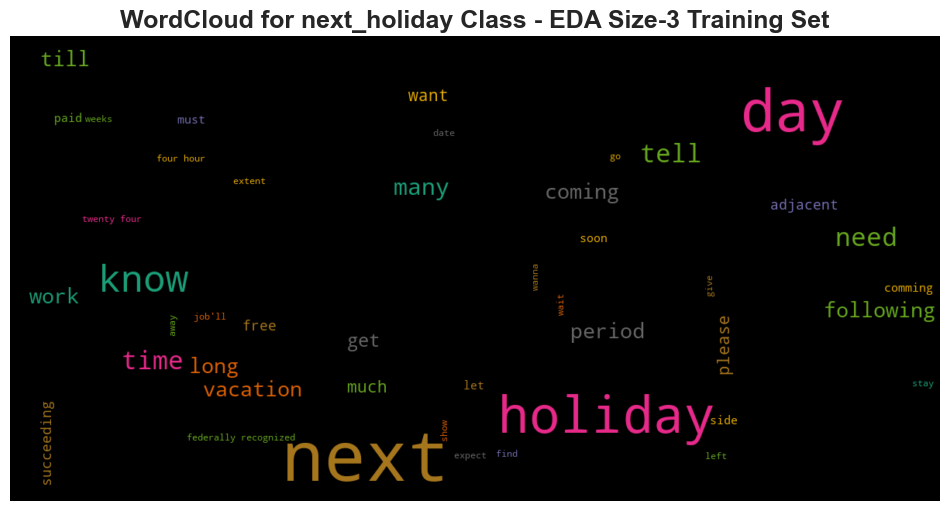 WordCloud for next_holiday Class - EDA Size-3 Training Set
till
want
day
paid
weeks
must
date
four hour
go
tell
extent
many
coming
adjacent
twenty four
soon
need
know
wanna
give
work
wait
comming
following
away
job'll
free
get
period
please
time
long
vacation
much
let
stay
succeeding
holiday
side
federally recognized
next
show
expect
find
left